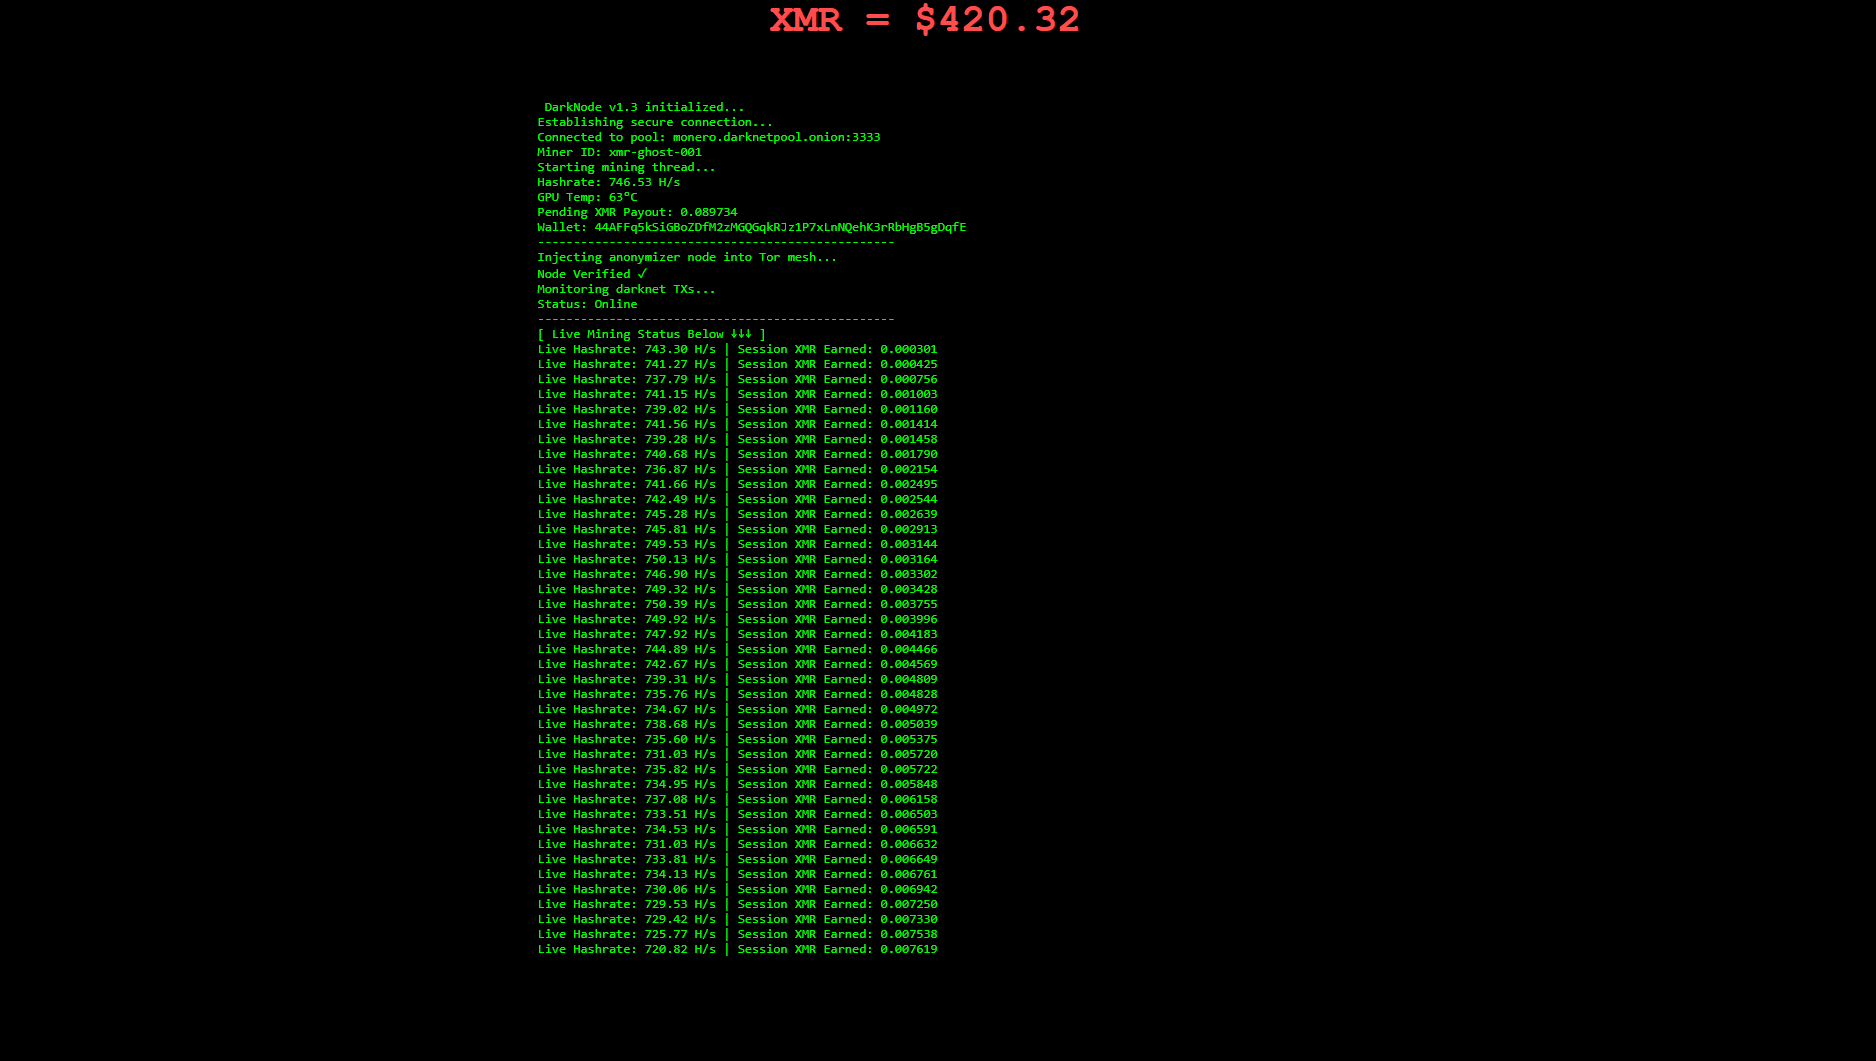 XMR = $420.32
DarkNode v1.3 initialized...
Establishing secure connection...
Connected to pool: monero.darknetpool.onion:3333
Miner ID: xmr-ghost-001
Starting mining thread...
Hashrate: 746.53 H/s
GPU Temp: 63°C
Pending XMR Payout: 0.089734
Wallet: 44AFFq5kSiGBoZDfM2zMGQGqkRJz1P7xLnNQehK3rRbHgB5gDqfE
--------------------------------------------------
Injecting anonymizer node into Tor mesh...
Node Verified ✓
Monitoring darknet TXs...
Status: Online
--------------------------------------------------
[ Live Mining Status Below ↓↓↓ ]
Live Hashrate: 743.30 H/s | Session XMR Earned: 0.000301
Live Hashrate: 741.27 H/s | Session XMR Earned: 0.000425
Live Hashrate: 737.79 H/s | Session XMR Earned: 0.000756
Live Hashrate: 741.15 H/s | Session XMR Earned: 0.001003
Live Hashrate: 739.02 H/s | Session XMR Earned: 0.001160
Live Hashrate: 741.56 H/s | Session XMR Earned: 0.001414
Live Hashrate: 739.28 H/s | Session XMR Earned: 0.001458
Live Hashrate: 740.68 H/s | Session XMR Earned: 0.001790
Live Hashrate: 736.87 H/s | Session XMR Earned: 0.002154
Live Hashrate: 741.66 H/s | Session XMR Earned: 0.002495
Live Hashrate: 742.49 H/s | Session XMR Earned: 0.002544
Live Hashrate: 745.28 H/s | Session XMR Earned: 0.002639
Live Hashrate: 745.81 H/s | Session XMR Earned: 0.002913
Live Hashrate: 749.53 H/s | Session XMR Earned: 0.003144
Live Hashrate: 750.13 H/s | Session XMR Earned: 0.003164
Live Hashrate: 746.90 H/s | Session XMR Earned: 0.003302
Live Hashrate: 749.32 H/s | Session XMR Earned: 0.003428
Live Hashrate: 750.39 H/s | Session XMR Earned: 0.003755
Live Hashrate: 749.92 H/s | Session XMR Earned: 0.003996
Live Hashrate: 747.92 H/s | Session XMR Earned: 0.004183
Live Hashrate: 744.89 H/s | Session XMR Earned: 0.004466
Live Hashrate: 742.67 H/s | Session XMR Earned: 0.004569
Live Hashrate: 739.31 H/s | Session XMR Earned: 0.004809
Live Hashrate: 735.76 H/s | Session XMR Earned: 0.004828
Live Hashrate: 734.67 H/s | Session XMR Earned: 0.004972
Live Hashrate: 738.68 H/s | Session XMR Earned: 0.005039
Live Hashrate: 735.60 H/s | Session XMR Earned: 0.005375
Live Hashrate: 731.03 H/s | Session XMR Earned: 0.005720
Live Hashrate: 735.82 H/s | Session XMR Earned: 0.005722
Live Hashrate: 734.95 H/s | Session XMR Earned: 0.005848
Live Hashrate: 737.08 H/s | Session XMR Earned: 0.006158
Live Hashrate: 733.51 H/s | Session XMR Earned: 0.006503
Live Hashrate: 734.53 H/s | Session XMR Earned: 0.006591
Live Hashrate: 731.03 H/s | Session XMR Earned: 0.006632
Live Hashrate: 733.81 H/s | Session XMR Earned: 0.006649
Live Hashrate: 734.13 H/s | Session XMR Earned: 0.006761
Live Hashrate: 730.06 H/s | Session XMR Earned: 0.006942
Live Hashrate: 729.53 H/s | Session XMR Earned: 0.007250
Live Hashrate: 729.42 H/s | Session XMR Earned: 0.007330
Live Hashrate: 725.77 H/s | Session XMR Earned: 0.007538
Live Hashrate: 720.82 H/s | Session XMR Earned: 0.007619